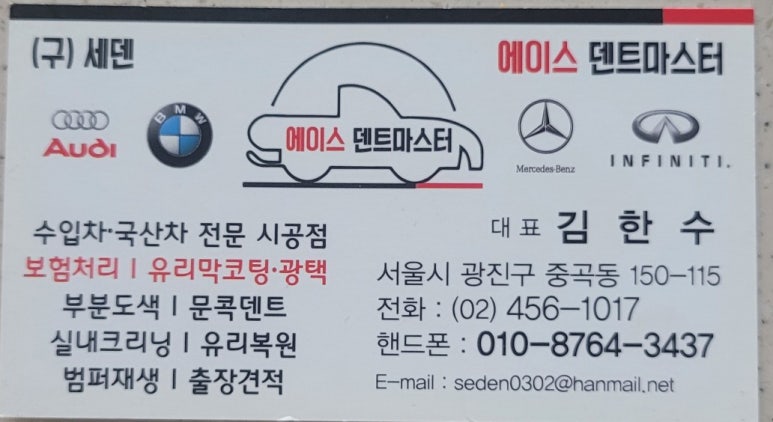 (구) 세덴
에이스 덴트마스터
Audi
BMW
에이스 덴트마스터
Mercedes-Benz
INFINITI.
수입차·국산차 전문 시공점
보험처리 | 유리막코팅·광택
부분도색 | 문콕덴트
실내크리닝 | 유리복원
범퍼재생 | 출장견적
대표 김한수
서울시 광진구 중곡동 150-115
전화 : (02) 456-1017
핸드폰 : 010-8764-3437
E-mail : seden0302@hanmail.net